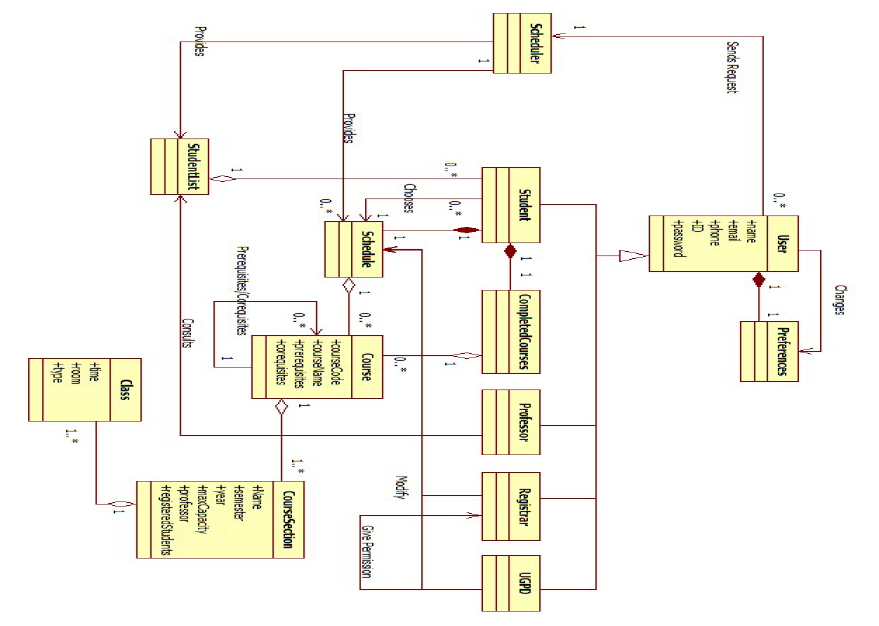 Changes
User
+name
+email
+phone
+ID
+password
0..*
1
1
Preferences
Sends Request
1
Scheduler
1
Student
CompletedCourses
Professor
Registrar
UGPD
1
1
0..*
0..*
1
1
Chooses
1
1
0..*
Modify
Give Permission
Schedule
1
0..*
Provides
0..*
Course
+courseCode
+courseName
+prerequisites
+corequisites
0..*
1
Prerequisites/Corequisites
1
1..*
CourseSection
+Name
+semester
+year
+maxCapacity
+professor
+registeredStudents
1
StudentList
1
Provides
Consults
Class
+time
+room
+type
1..*